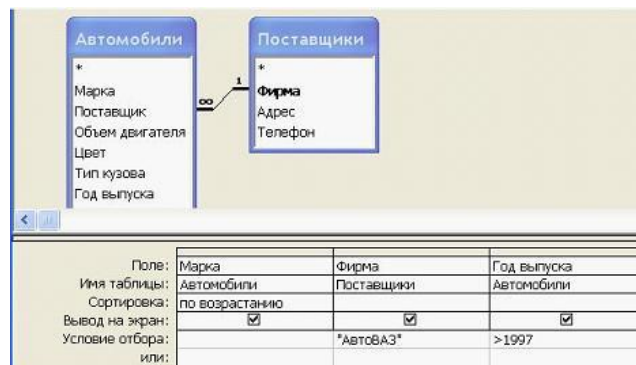 Автомобили
*
Марка
Поставщик
Объем двигателя
Цвет
Тип кузова
Год выпуска
∞ 1
Поставщики
*
Фирма
Адрес
Телефон
Поле: Марка Фирма Год выпуска
Имя таблицы: Автомобили Поставщики Автомобили
Сортировка: по возрастанию
Вывод на экран:
Условие отбора: "АвтоВАЗ" >1997
или: